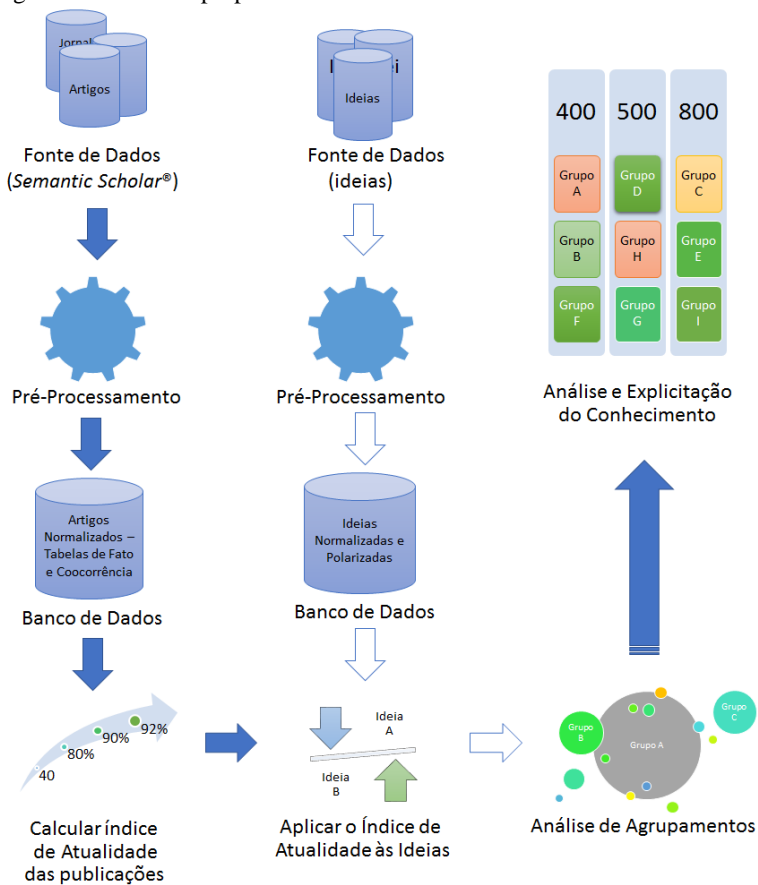 Jornal
Artigos
Fonte de Dados
(Semantic Scholar®)
Pré-Processamento
Artigos
Normalizados –
Tabelas de Fato
e Coocorrência
Banco de Dados
40
80%
90%
92%
Calcular índice
de Atualidade
das publicações
Ideias
Fonte de Dados
(ideias)
Pré-Processamento
Ideias
Normalizadas e
Polarizadas
Banco de Dados
Ideia
A
Ideia
B
Aplicar o Índice de
Atualidade às Ideias
400 500 800
Grupo
A
Grupo
D
Grupo
C
Grupo
B
Grupo
H
Grupo
E
Grupo
F
Grupo
G
Grupo
I
Análise e Explicitação
do Conhecimento
Grupo
B
Grupo A
Grupo
C
Análise de Agrupamentos